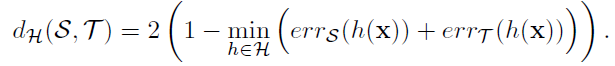 d_ℋ(𝒮, 𝒯) = 2 ( 1 − min_{h∈ℋ} ( err_𝒮(h(𝐱)) + err_𝒯(h(𝐱)) ) ) .